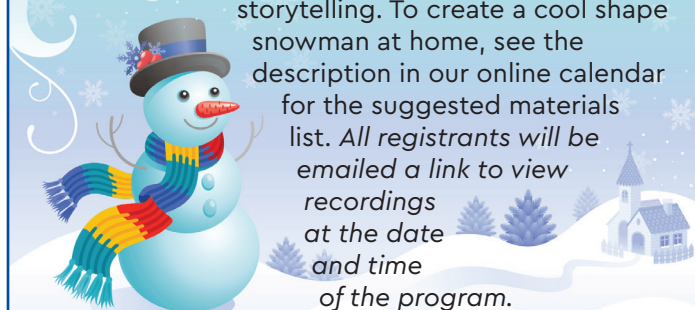 storytelling. To create a cool shape
snowman at home, see the
description in our online calendar
for the suggested materials
list. All registrants will be
emailed a link to view
recordings
at the date
and time
of the program.